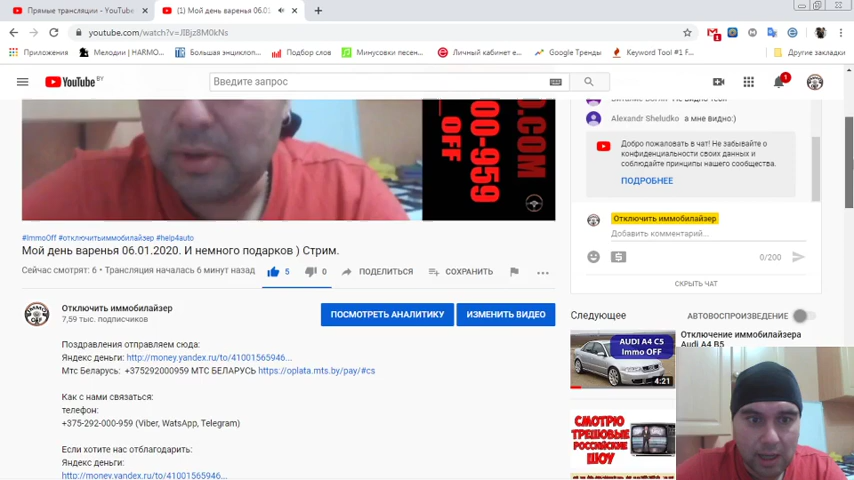 Прямые трансляции - YouTube
(1) Мой день варенья 06.0
youtube.com/watch?v=JlBjz8M0kNs
Приложения
Мелодии | HARMO...
Большая энциклоп...
Подбор слов
Минусовки песен...
Личный кабинет е...
Google Тренды
Keyword Tool #1 F...
Другие закладки
YouTube BY
Введите запрос
1
D.COM
00-959
OFF
Alexandr Sheludko а мне видно:)
Добро пожаловать в чат! Не забывайте о
конфиденциальности своих данных и
соблюдайте принципы нашего сообщества.
ПОДРОБНЕЕ
Отключить иммобилайзер
Добавить комментарий...
0/200
СКРЫТЬ ЧАТ
#ImmoOff #отключитьиммобилайзер #help4auto
Мой день варенья 06.01.2020. И немного подарков ) Стрим.
Сейчас смотрят: 6 • Трансляция началась 6 минут назад
5
0
ПОДЕЛИТЬСЯ
СОХРАНИТЬ
Отключить иммобилайзер
7,59 тыс. подписчиков
ПОСМОТРЕТЬ АНАЛИТИКУ
ИЗМЕНИТЬ ВИДЕО
Поздравления отправляем сюда:
Яндекс деньги: http://money.yandex.ru/to/41001565946...
Мтс Беларусь: +375292000959 МТС БЕЛАРУСЬ https://oplata.mts.by/pay/#cs
Как с нами связаться:
телефон:
+375-292-000-959 (Viber, WatsApp, Telegram)
Если хотите нас отблагодарить:
Яндекс деньги:
http://money.yandex.ru/to/41001565946...
Следующее
АВТОВОСПРОИЗВЕДЕНИЕ
AUDI A4 C5
Immo OFF
4:21
Отключение иммобилайзера
Audi A4 B5
СМОТРЮ
ТРЕШОВЫЕ
РОССИЙСКИЕ
ШОУ